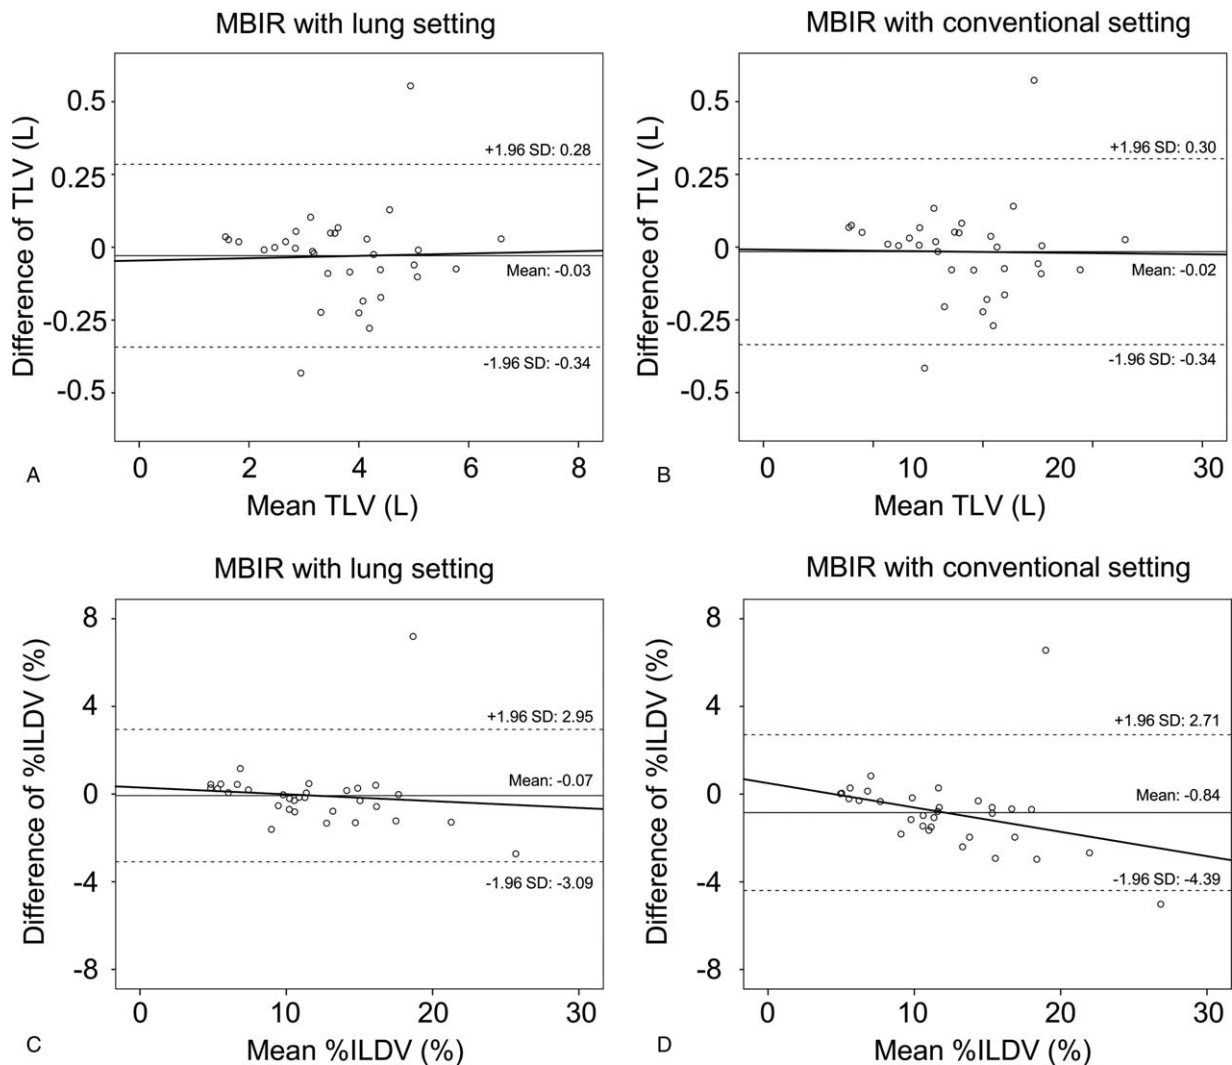 MBIR with lung setting
Difference of TLV (L)
0.5
0.25
0
-0.25
-0.5
+1.96 SD: 0.28
Mean: -0.03
-1.96 SD: -0.34
0 2 4 6 8
A
Mean TLV (L)
MBIR with conventional setting
Difference of TLV (L)
0.5
0.25
0
-0.25
-0.5
+1.96 SD: 0.30
Mean: -0.02
-1.96 SD: -0.34
0 10 20 30
B
Mean TLV (L)
MBIR with lung setting
Difference of %ILDV (%)
8
4
0
-4
-8
+1.96 SD: 2.95
Mean: -0.07
-1.96 SD: -3.09
0 10 20 30
C
Mean %ILDV (%)
MBIR with conventional setting
Difference of %ILDV (%)
8
4
0
-4
-8
+1.96 SD: 2.71
Mean: -0.84
-1.96 SD: -4.39
0 10 20 30
D
Mean %ILDV (%)